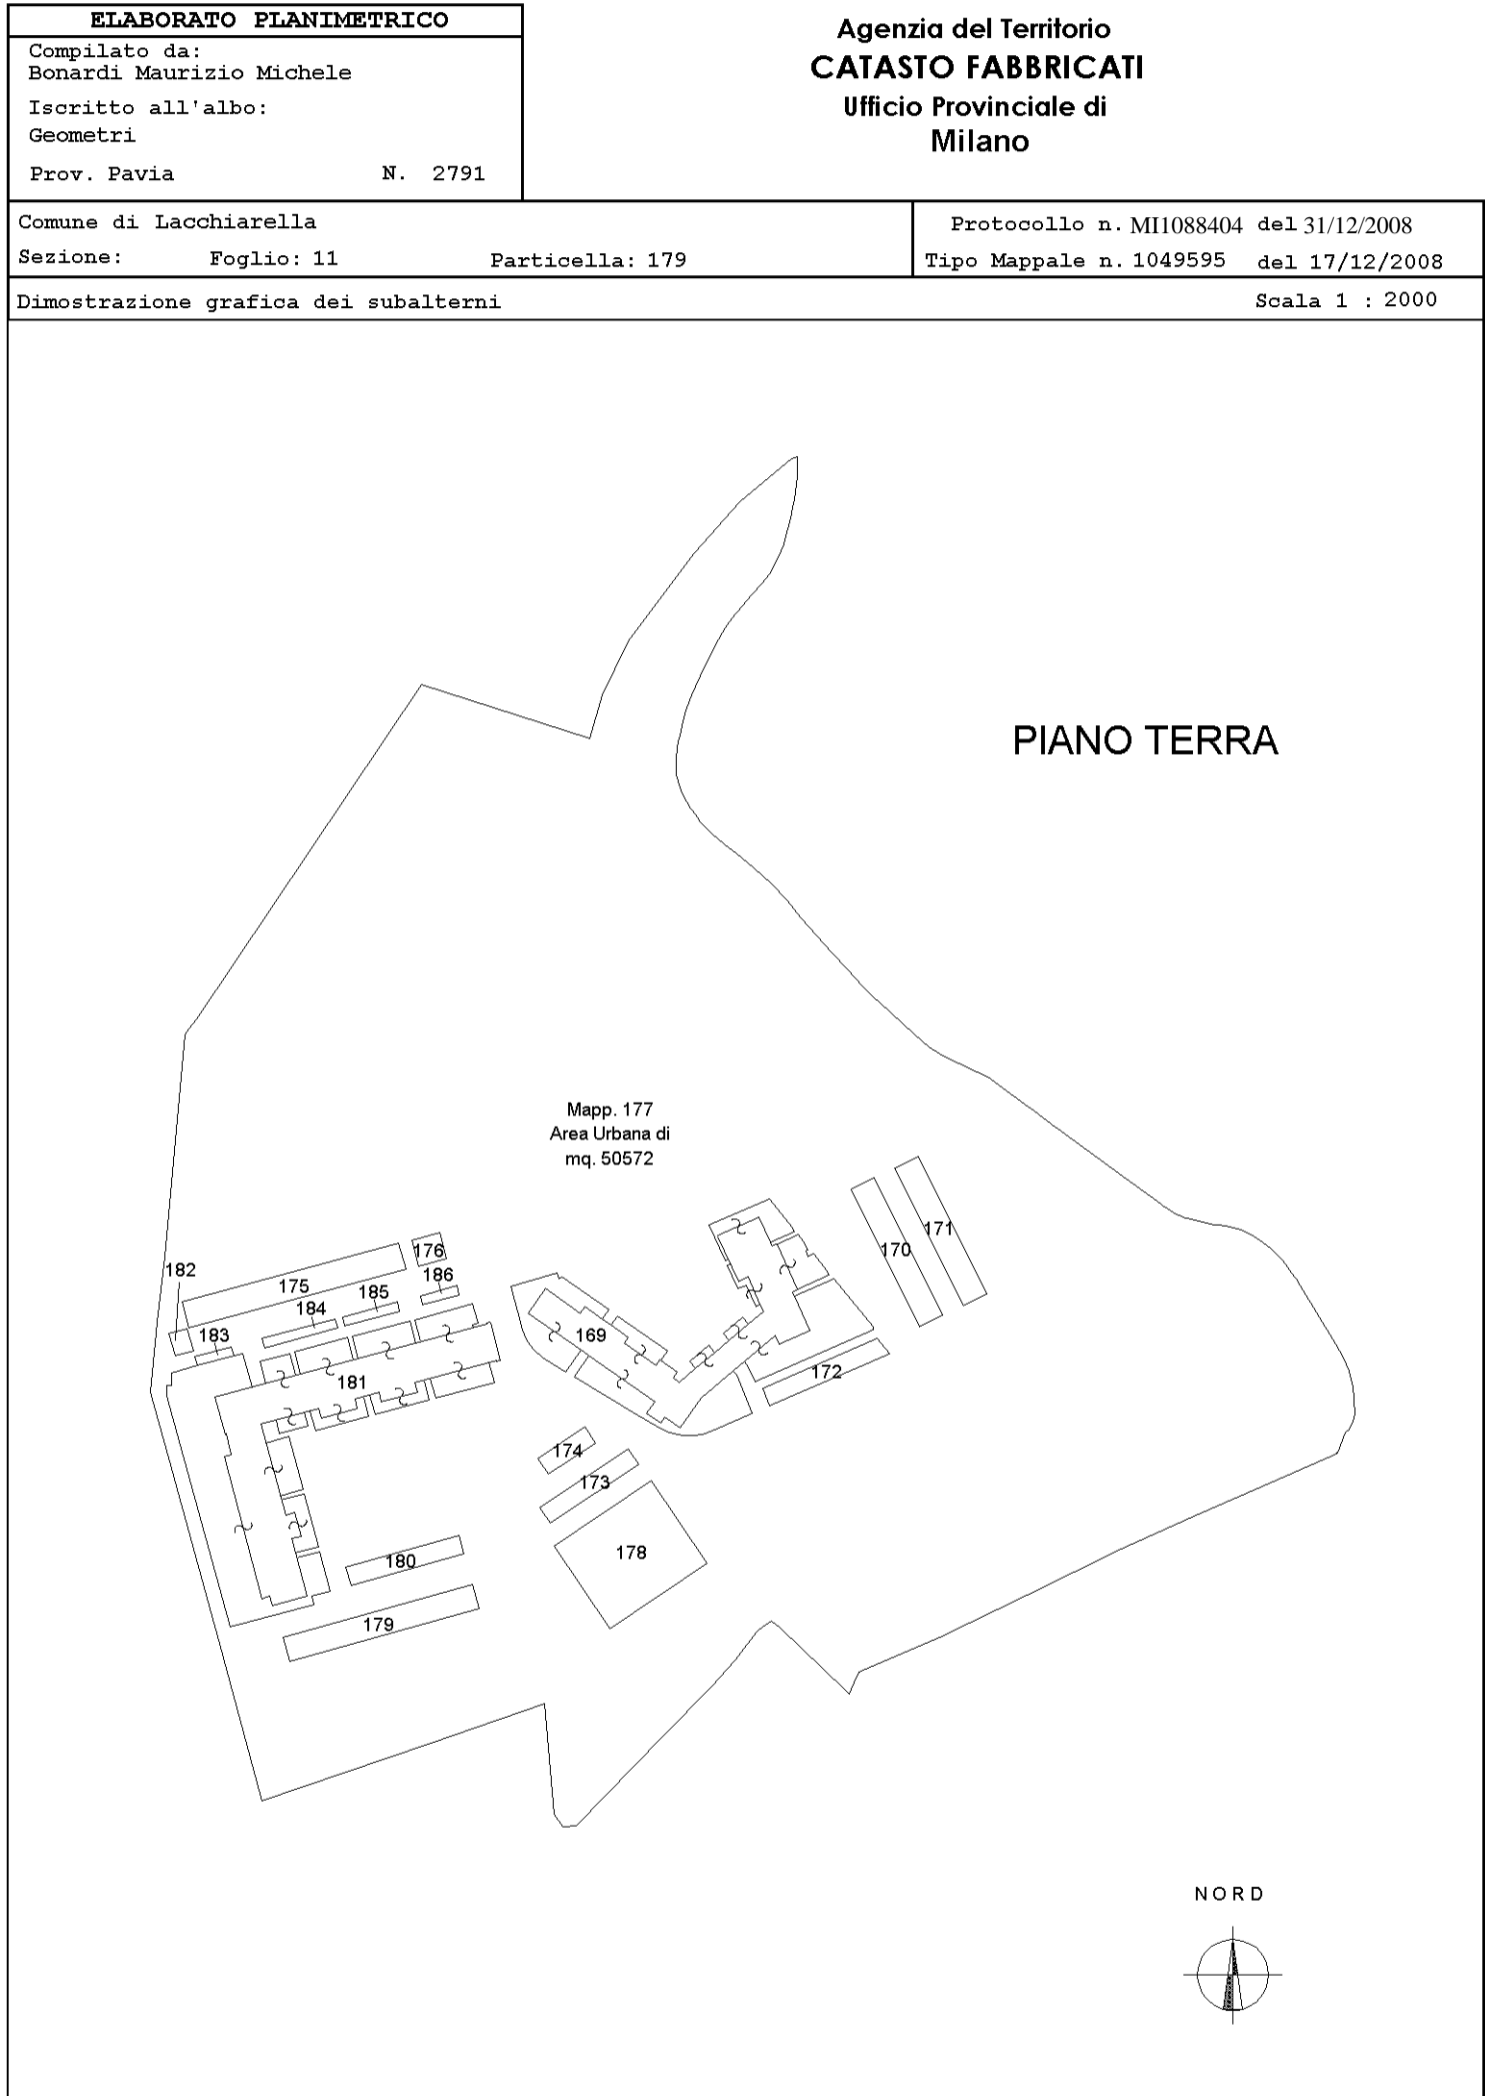 ELABORATO PLANIMETRICO
Compilato da:
Bonardi Maurizio Michele
Iscritto all'albo:
Geometri
Prov. Pavia N. 2791
Agenzia del Territorio
CATASTO FABBRICATI
Ufficio Provinciale di
Milano
Comune di Lacchiarella
Sezione: Foglio: 11 Particella: 179
Protocollo n. MI1088404 del 31/12/2008
Tipo Mappale n. 1049595 del 17/12/2008
Dimostrazione grafica dei subalterni Scala 1 : 2000
PIANO TERRA
Mapp. 177
Area Urbana di
mq. 50572
171
170
176
182
175
186
185
184
183
169
172
181
174
173
178
180
179
NORD